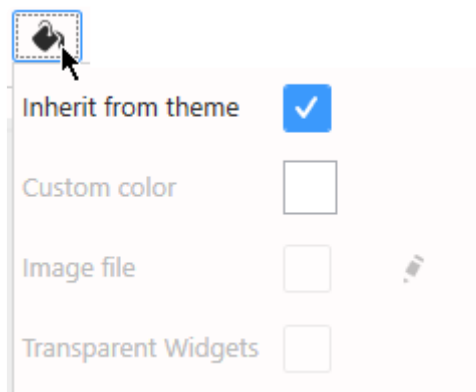 Inherit from theme
Custom color
Image file
Transparent Widgets